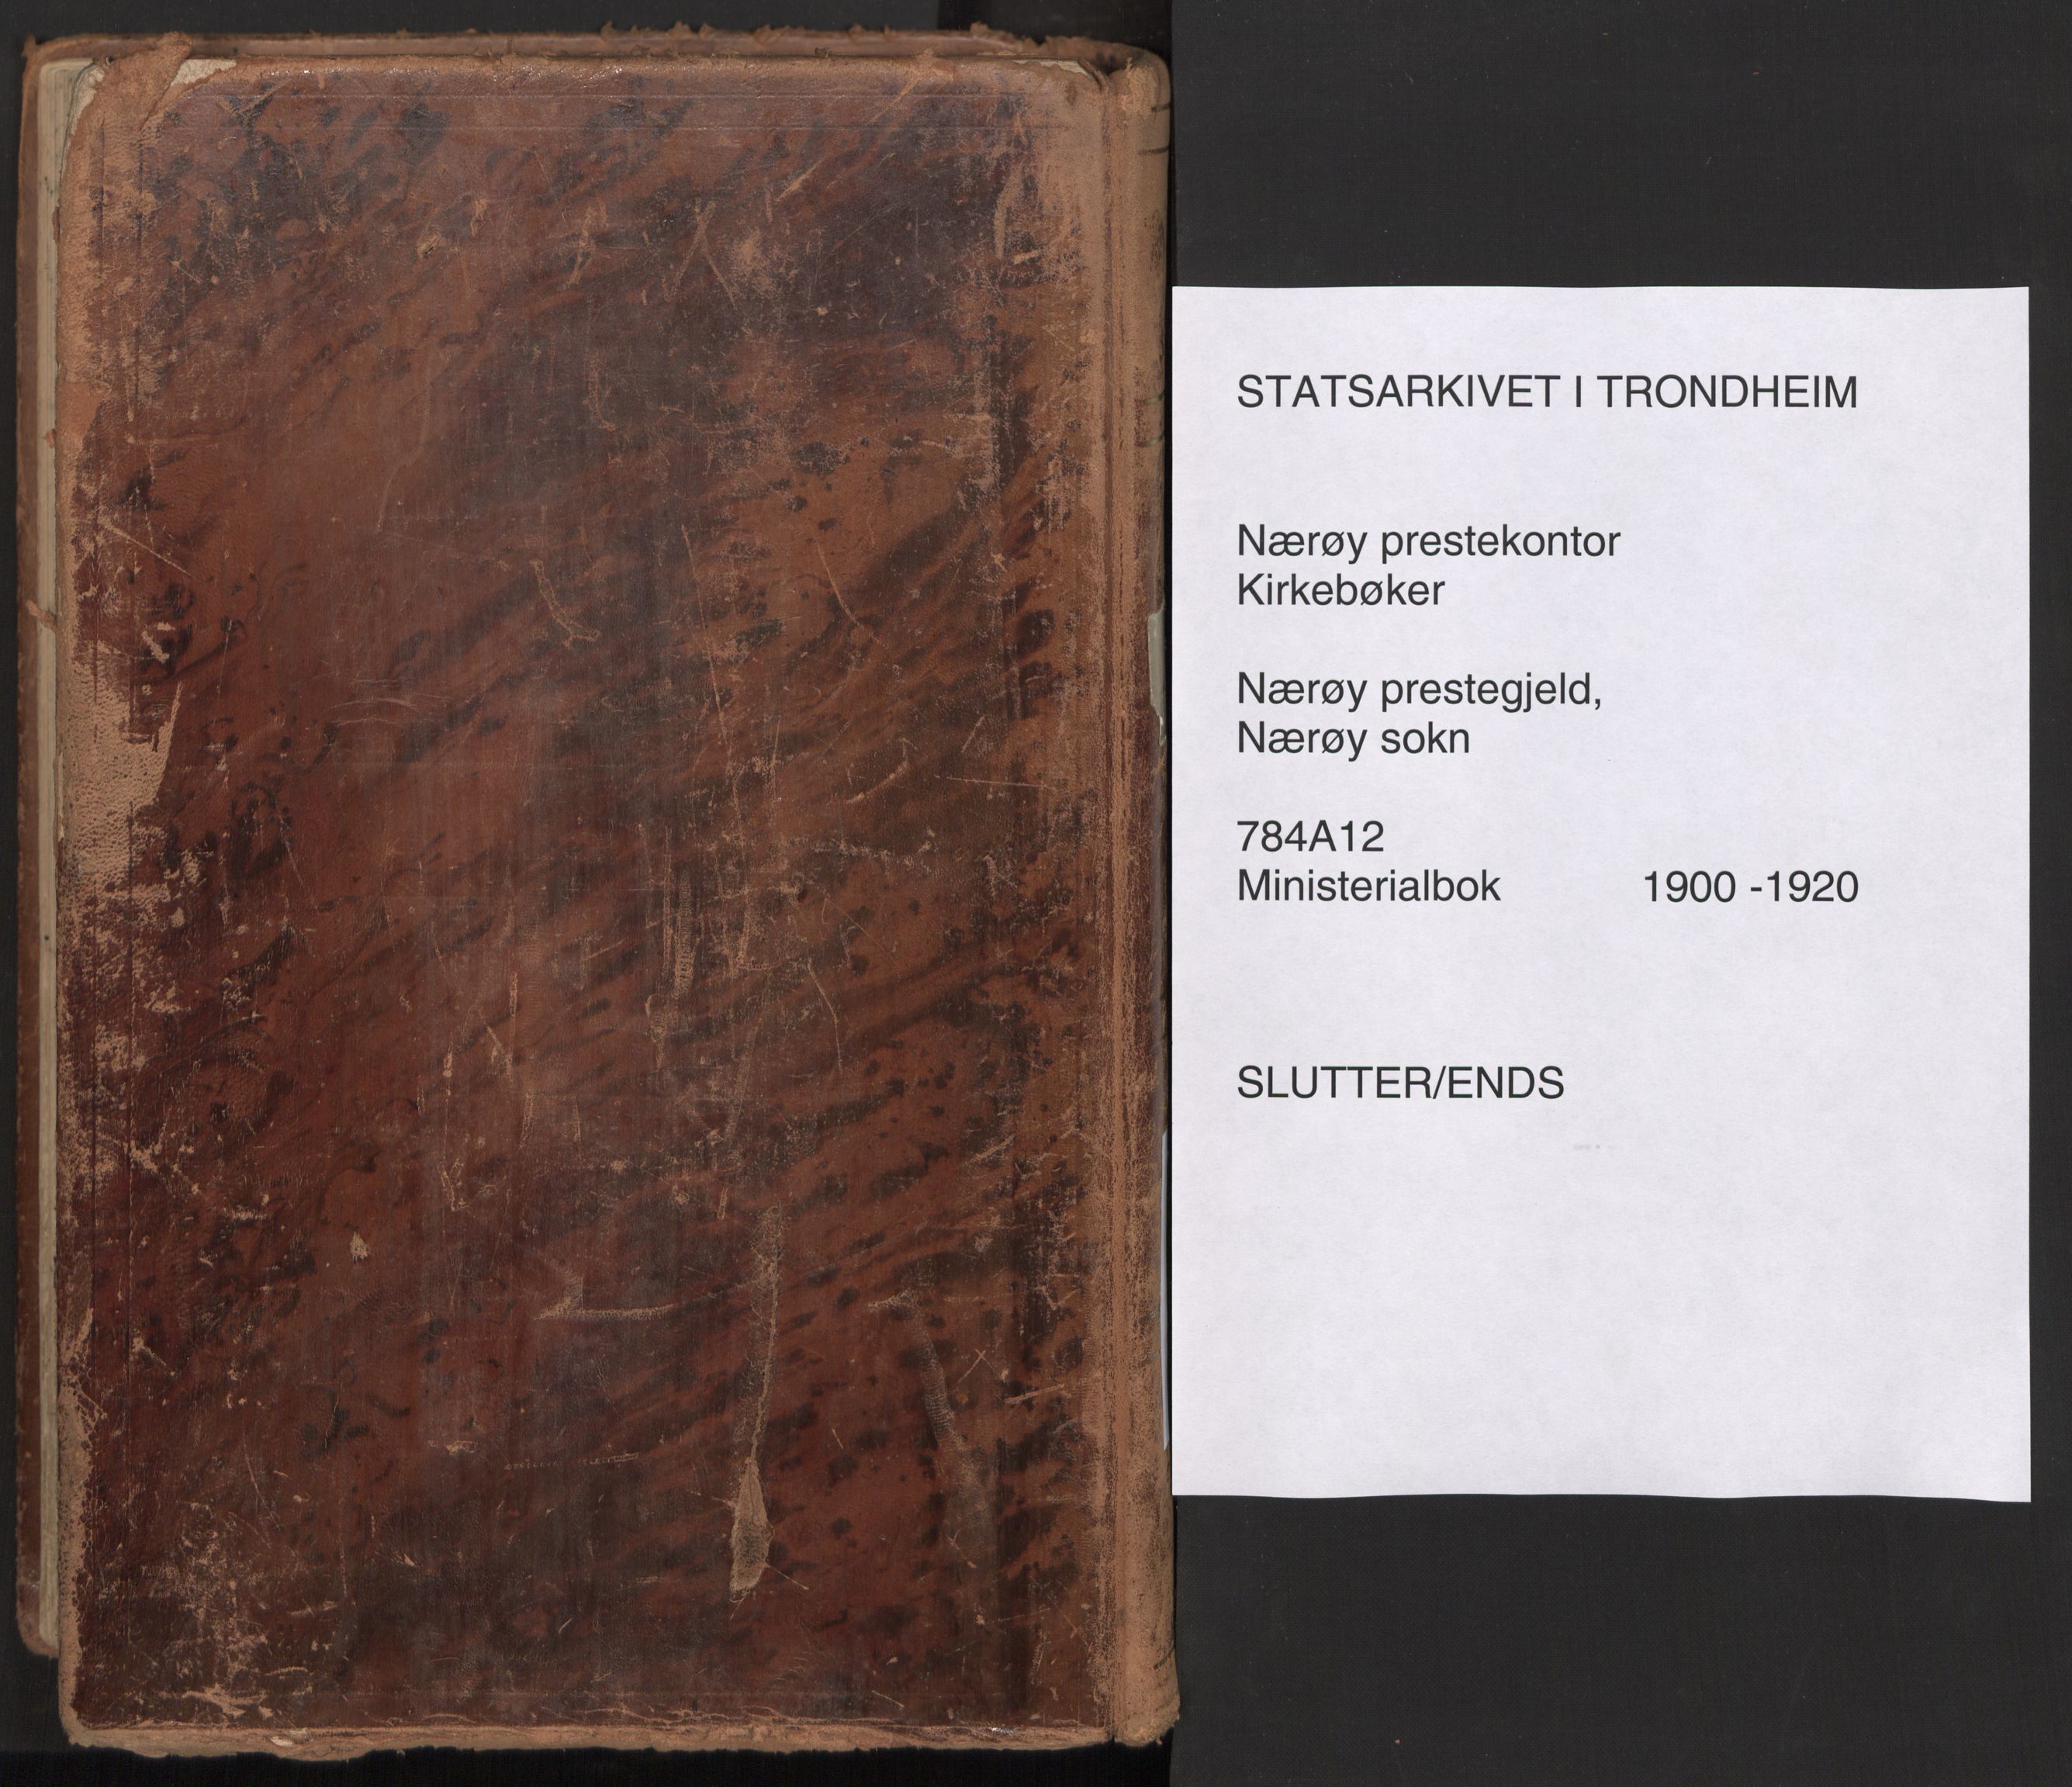 STATSARKIVET I TRONDHEIM
Nærøy prestekontor
Kirkebøker
Nærøy prestegjeld,
Nærøy sokn
784A12
Ministerialbok 1900 -1920
SLUTTER/ENDS